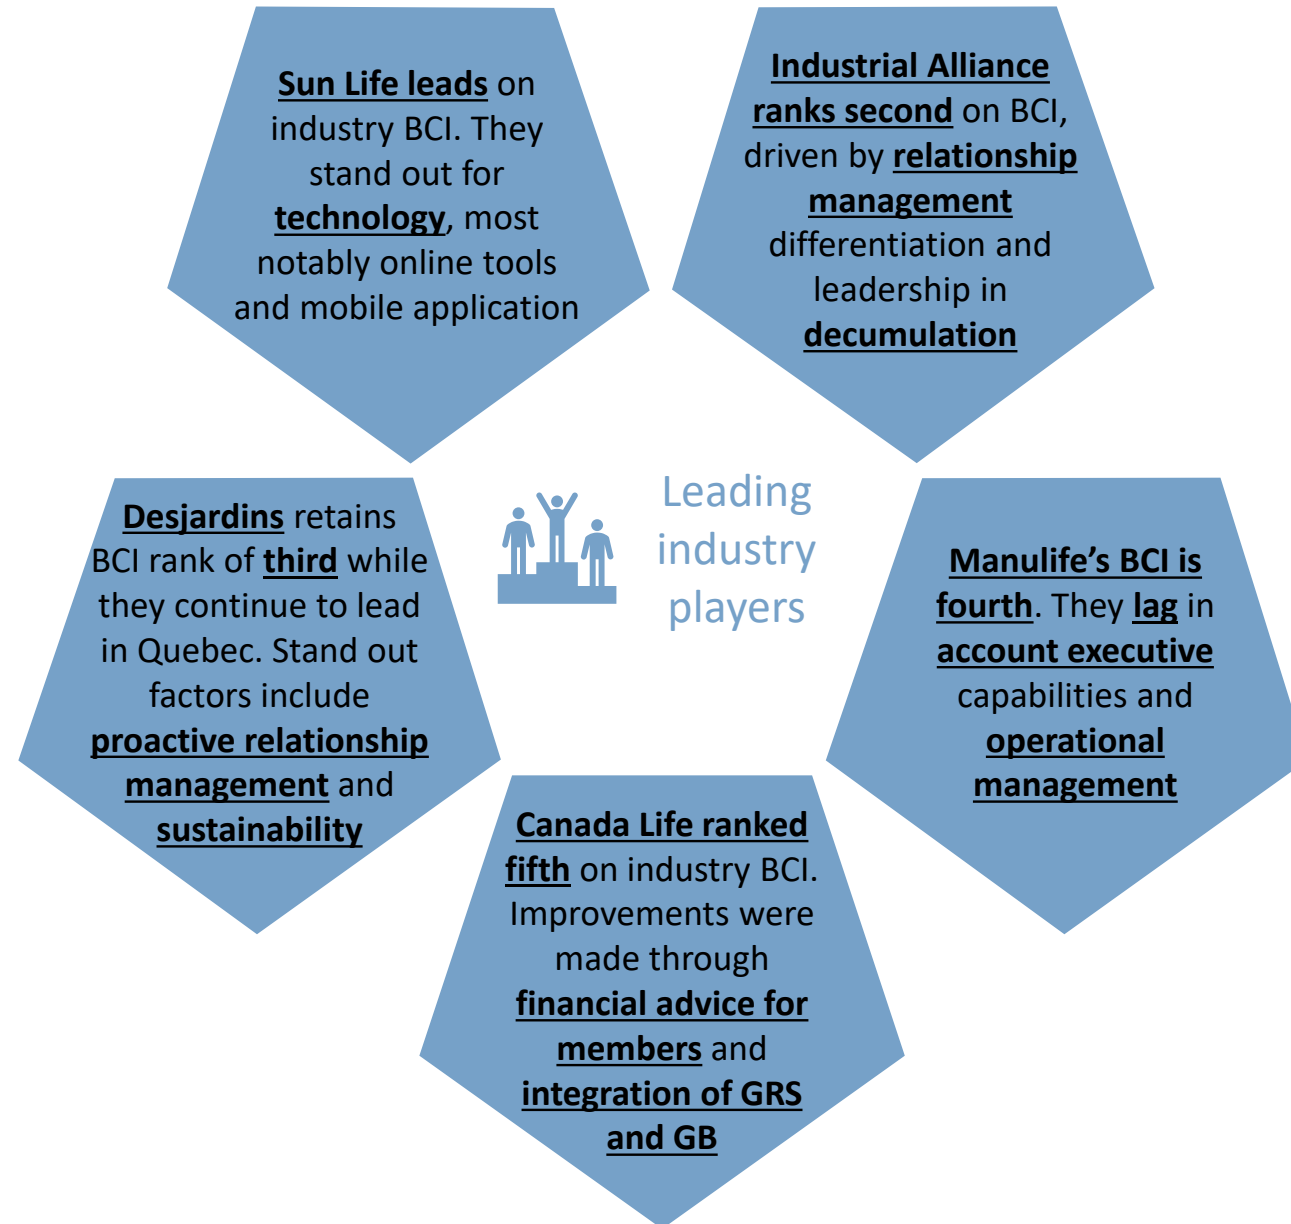 Sun Life leads on
industry BCI. They
stand out for
technology, most
notably online tools
and mobile application
Industrial Alliance
ranks second on BCI,
driven by relationship
management
differentiation and
leadership in
decumulation
Leading
industry
players
Desjardins retains
BCI rank of third while
they continue to lead
in Quebec. Stand out
factors include
proactive relationship
management and
sustainability
Manulife’s BCI is
fourth. They lag in
account executive
capabilities and
operational
management
Canada Life ranked
fifth on industry BCI.
Improvements were
made through
financial advice for
members and
integration of GRS
and GB